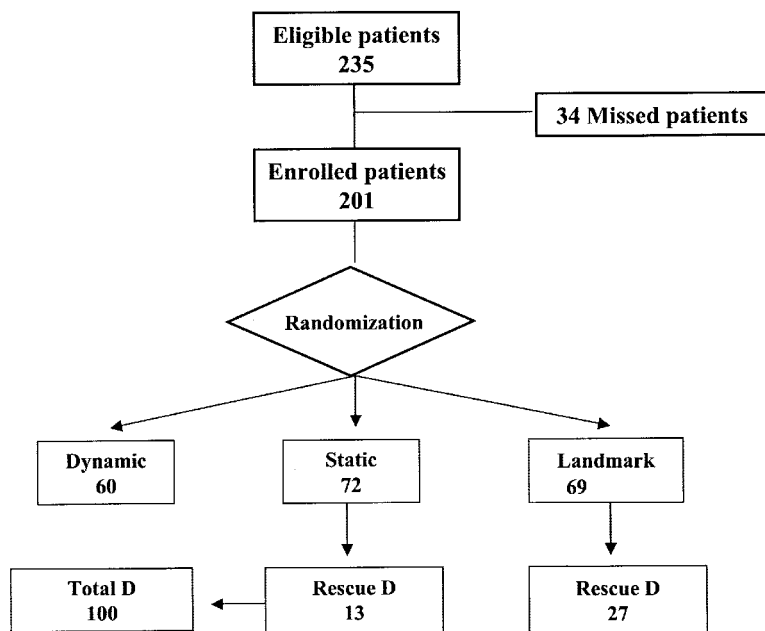 Eligible patients
235
34 Missed patients
Enrolled patients
201
Randomization
Dynamic
60
Static
72
Landmark
69
Total D
100
Rescue D
13
Rescue D
27